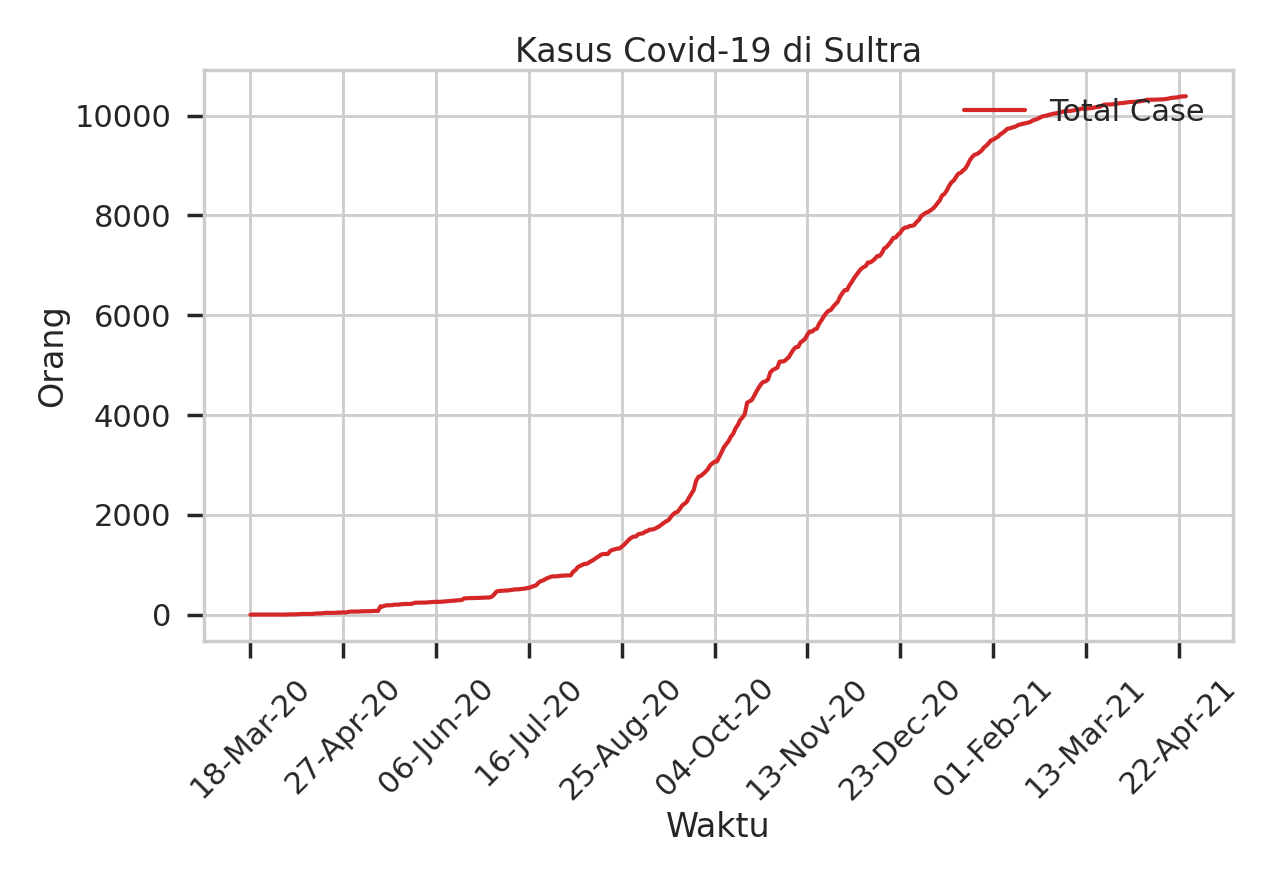 Kasus Covid-19 di Sultra
Total Case
10000
8000
6000
4000
2000
0
Orang
18-Mar-20
27-Apr-20
06-Jun-20
16-Jul-20
25-Aug-20
04-Oct-20
13-Nov-20
23-Dec-20
01-Feb-21
13-Mar-21
22-Apr-21
Waktu